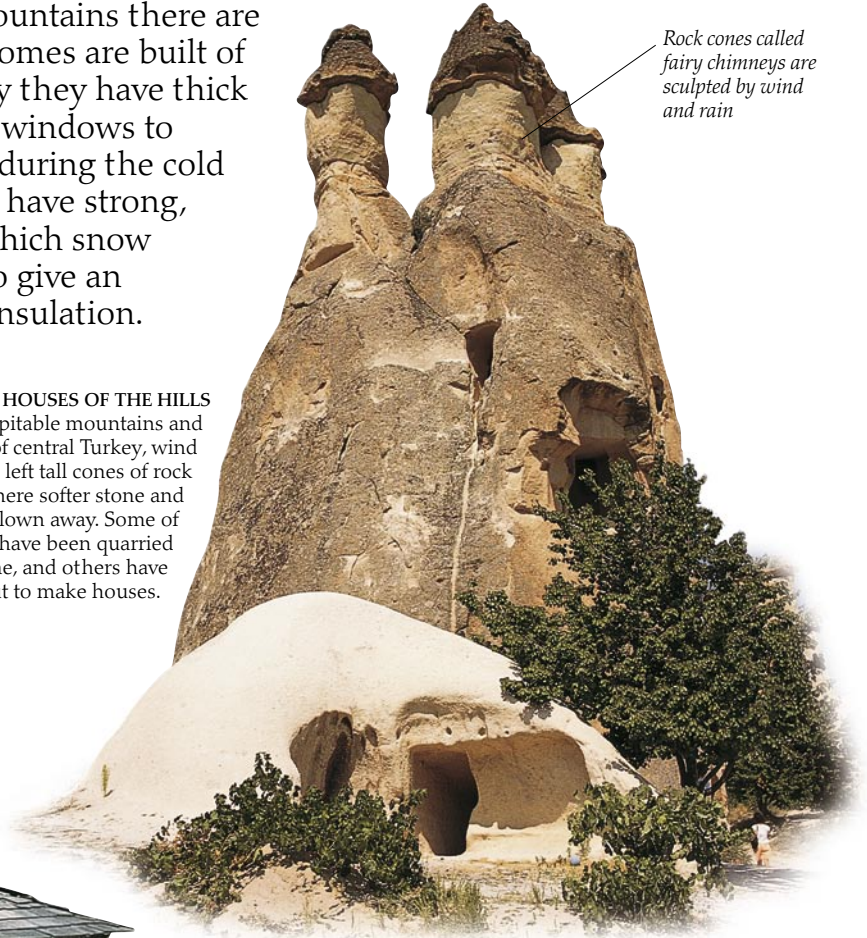 ountains there are
omes are built of
y they have thick
windows to
during the cold
have strong,
hich snow
o give an
nsulation.
Rock cones called
fairy chimneys are
sculpted by wind
and rain
HOUSES OF THE HILLS
pitable mountains and
of central Turkey, wind
left tall cones of rock
here softer stone and
lown away. Some of
have been quarried
ne, and others have
t to make houses.